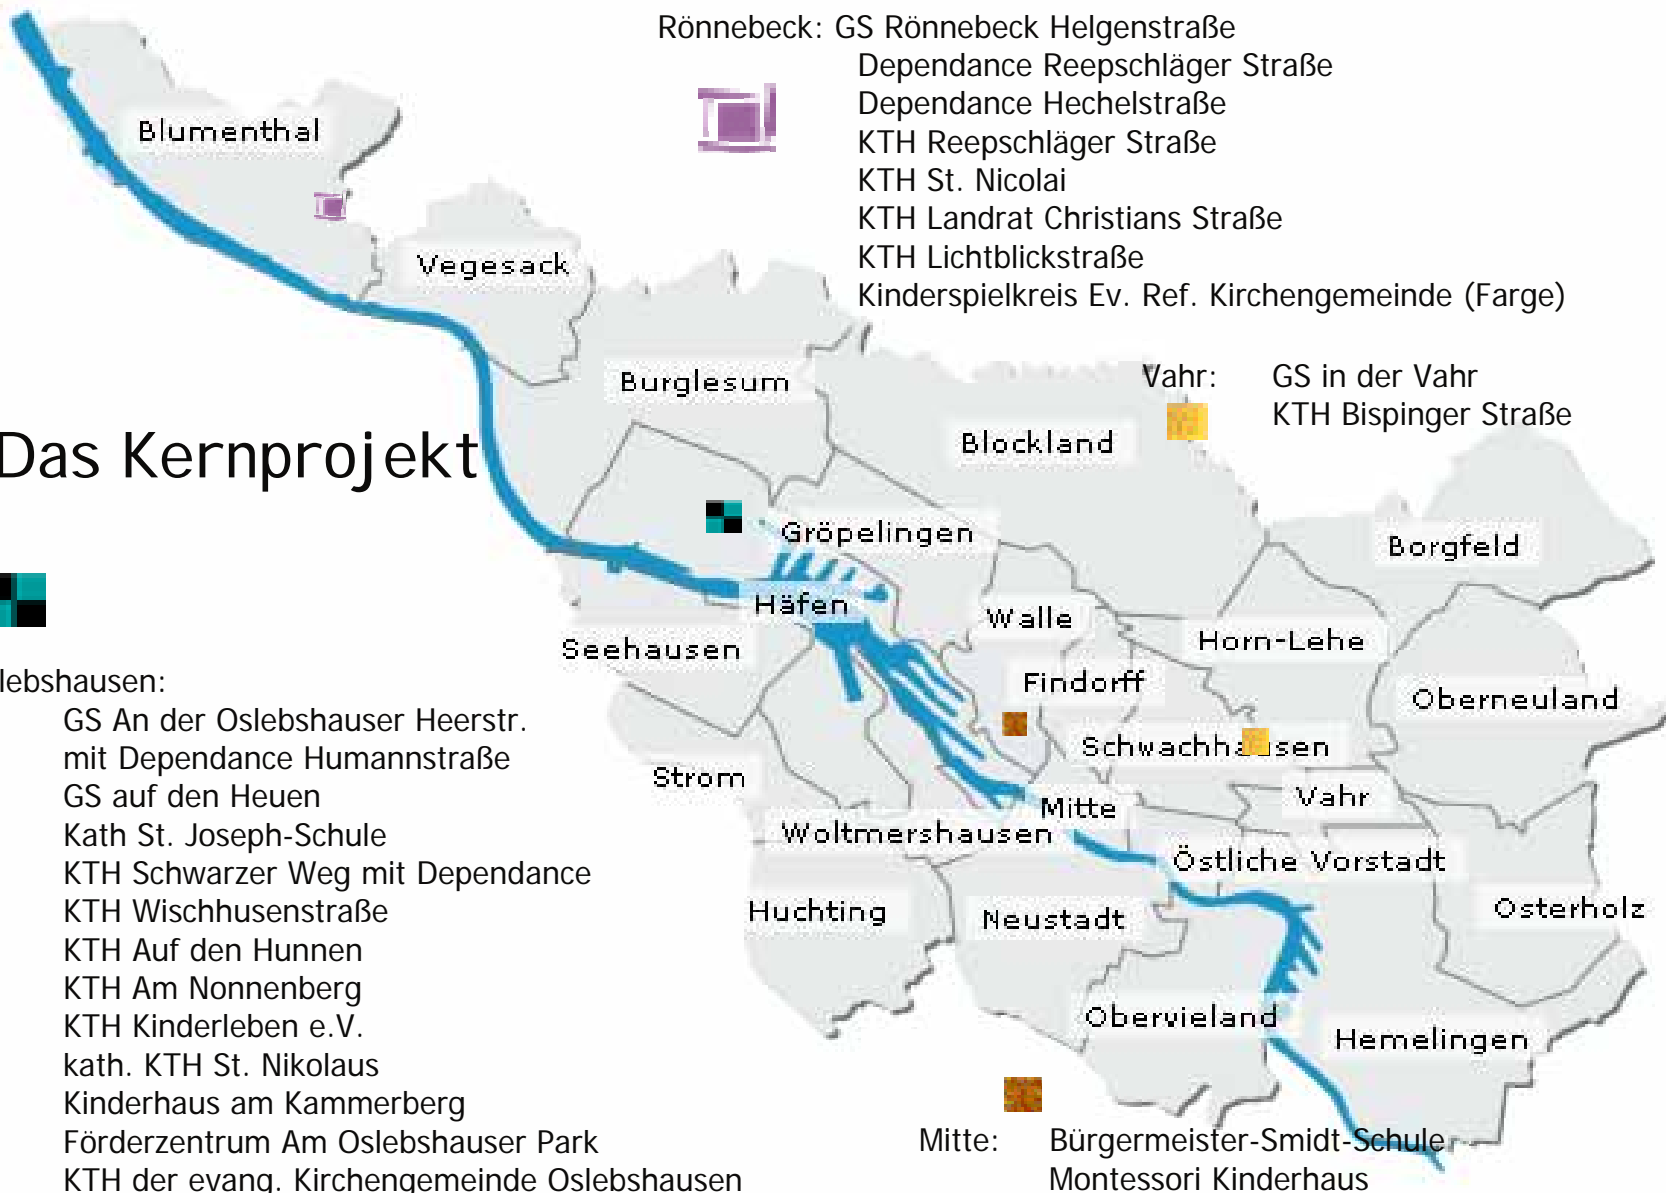 Rönnebeck: GS Rönnebeck Helgenstraße
Dependance Reepschläger Straße
Dependance Hechelstraße
KTH Reepschläger Straße
KTH St. Nicolai
KTH Landrat Christians Straße
KTH Lichtblickstraße
Kinderspielkreis Ev. Ref. Kirchengemeinde (Farge)
Vahr: GS in der Vahr
KTH Bispinger Straße
Das Kernprojekt
Blumenthal
Vegesack
Burglesum
Blockland
Gröpelingen
Borgfeld
Häfen
Walle
Horn-Lehe
Seehausen
Findorff
Oberneuland
Schwachhausen
Strom
Vahr
Mitte
Woltmershausen
Östliche Vorstadt
Huchting
Neustadt
Osterholz
Obervieland
Hemelingen
lebshausen:
GS An der Oslebshauser Heerstr.
mit Dependance Humannstraße
GS auf den Heuen
Kath St. Joseph-Schule
KTH Schwarzer Weg mit Dependance
KTH Wischhusenstraße
KTH Auf den Hunnen
KTH Am Nonnenberg
KTH Kinderleben e.V.
kath. KTH St. Nikolaus
Kinderhaus am Kammerberg
Förderzentrum Am Oslebshauser Park
KTH der evang. Kirchengemeinde Oslebshausen
Mitte: Bürgermeister-Smidt-Schule
Montessori Kinderhaus